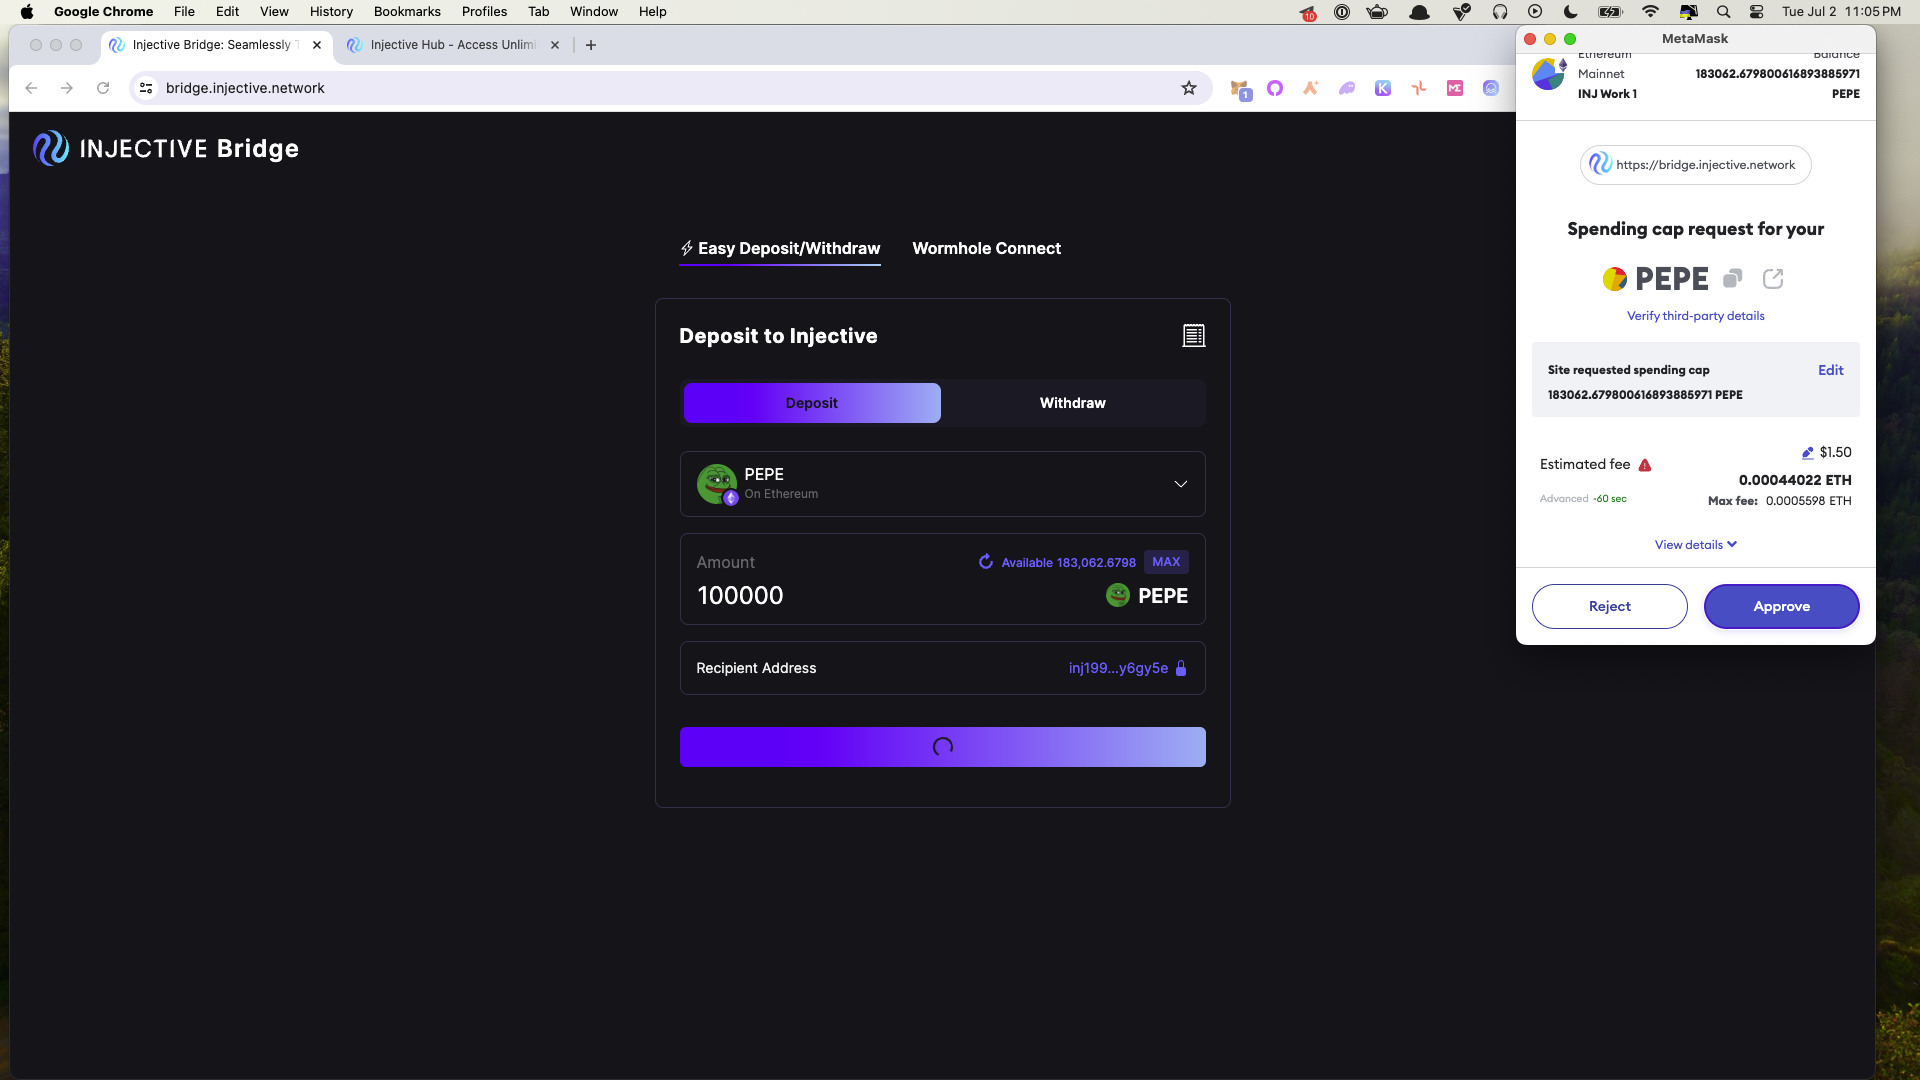 Google Chrome File Edit View History Bookmarks Profiles Tab Window Help
10
Tue Jul 2 11:05 PM
Injective Bridge: Seamlessly
Injective Hub - Access Unlimi
bridge.injective.network
1
K
INJECTIVE Bridge
Easy Deposit/Withdraw
Wormhole Connect
Deposit to Injective
Deposit
Withdraw
PEPE
On Ethereum
Amount
Available 183,062.6798
MAX
100000
PEPE
Recipient Address
inj199...y6gy5e
MetaMask
Ethereum
Balance
Mainnet
183062.679800616893885971
INJ Work 1
PEPE
https://bridge.injective.network
Spending cap request for your
PEPE
Verify third-party details
Site requested spending cap
Edit
183062.679800616893885971 PEPE
$1.50
Estimated fee
0.00044022 ETH
Advanced ~60 sec
Max fee: 0.0005598 ETH
View details
Reject
Approve